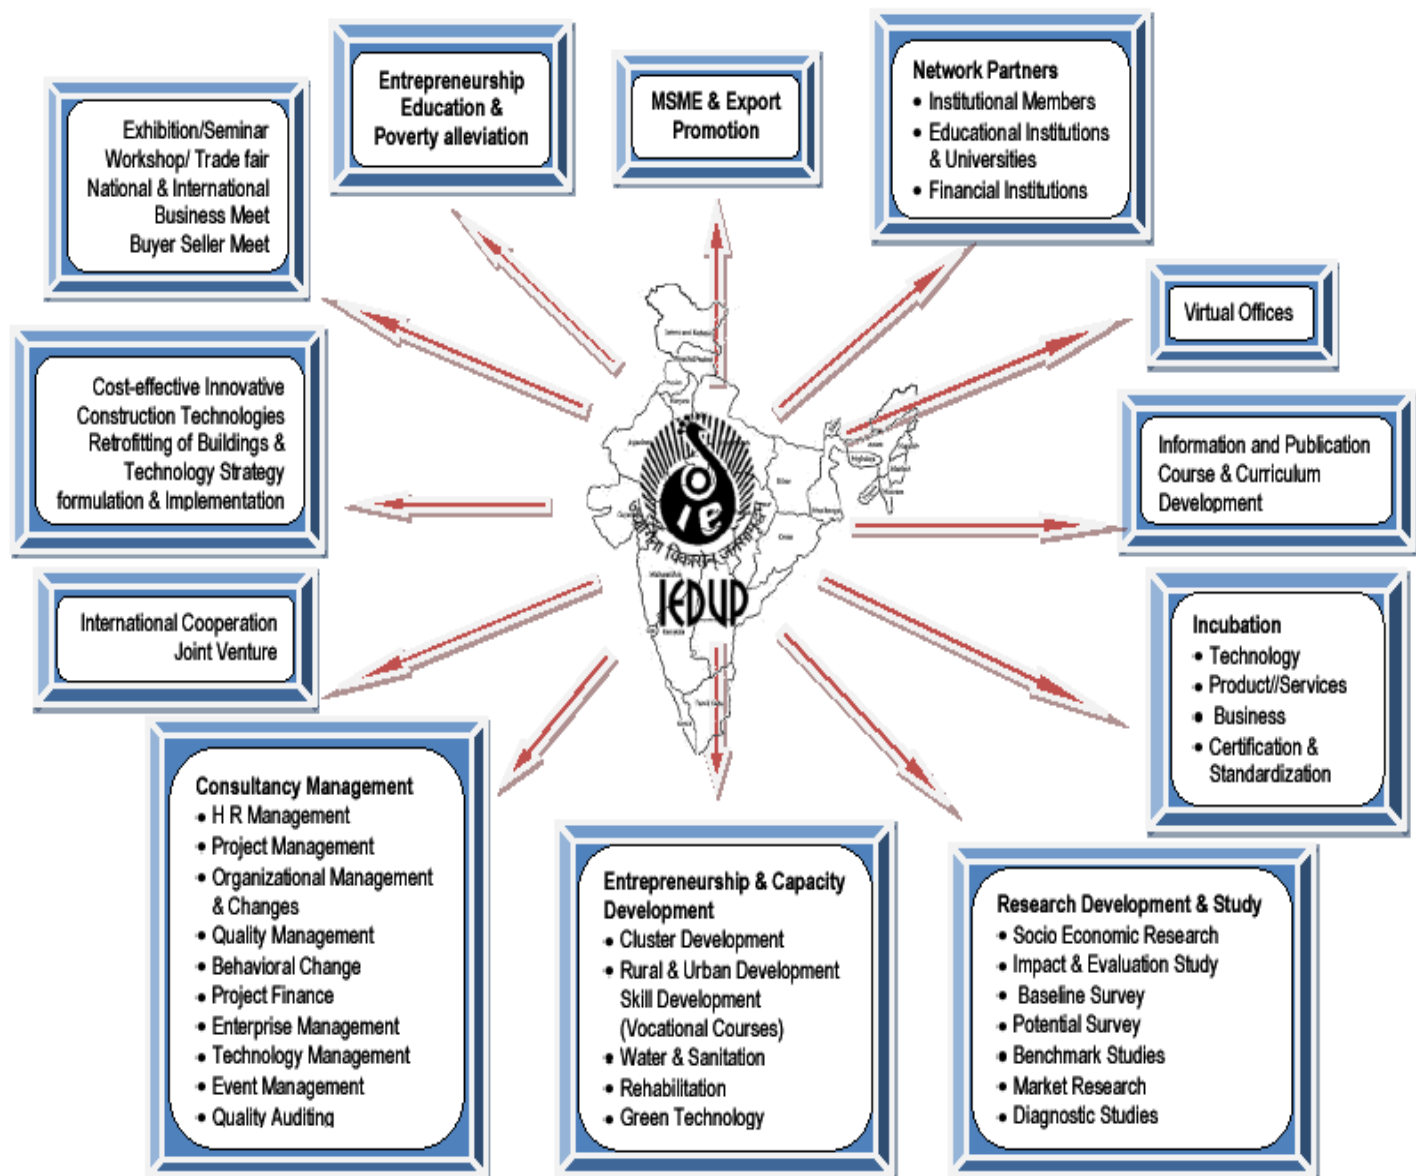 Entrepreneurship
Education &
Poverty alleviation
MSME & Export
Promotion
Network Partners
• Institutional Members
• Educational Institutions
& Universities
• Financial Institutions
Exhibition/Seminar
Workshop/ Trade fair
National & International
Business Meet
Buyer Seller Meet
Virtual Offices
Cost-effective Innovative
Construction Technologies
Retrofitting of Buildings &
Technology Strategy
formulation & Implementation
Information and Publication
Course & Curriculum
Development
IEDUP
International Cooperation
Joint Venture
Incubation
• Technology
• Product//Services
• Business
• Certification &
Standardization
Consultancy Management
• H R Management
• Project Management
• Organizational Management
& Changes
• Quality Management
• Behavioral Change
• Project Finance
• Enterprise Management
• Technology Management
• Event Management
• Quality Auditing
Entrepreneurship & Capacity
Development
• Cluster Development
• Rural & Urban Development
Skill Development
(Vocational Courses)
• Water & Sanitation
• Rehabilitation
• Green Technology
Research Development & Study
• Socio Economic Research
• Impact & Evaluation Study
• Baseline Survey
• Potential Survey
• Benchmark Studies
• Market Research
• Diagnostic Studies